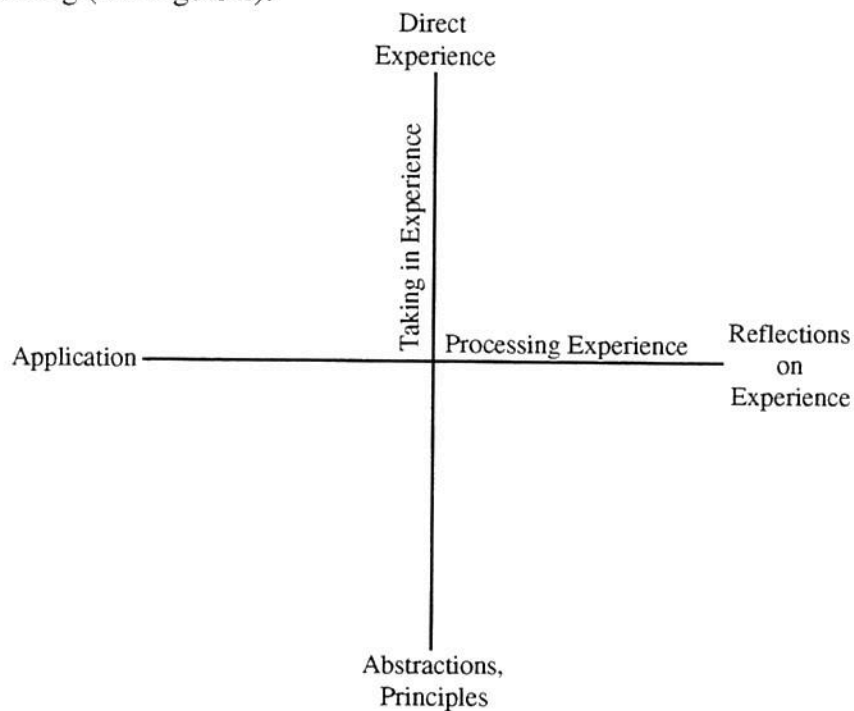 Direct
Experience
Taking in Experience
Processing Experience
Application
Reflections
on
Experience
Abstractions,
Principles